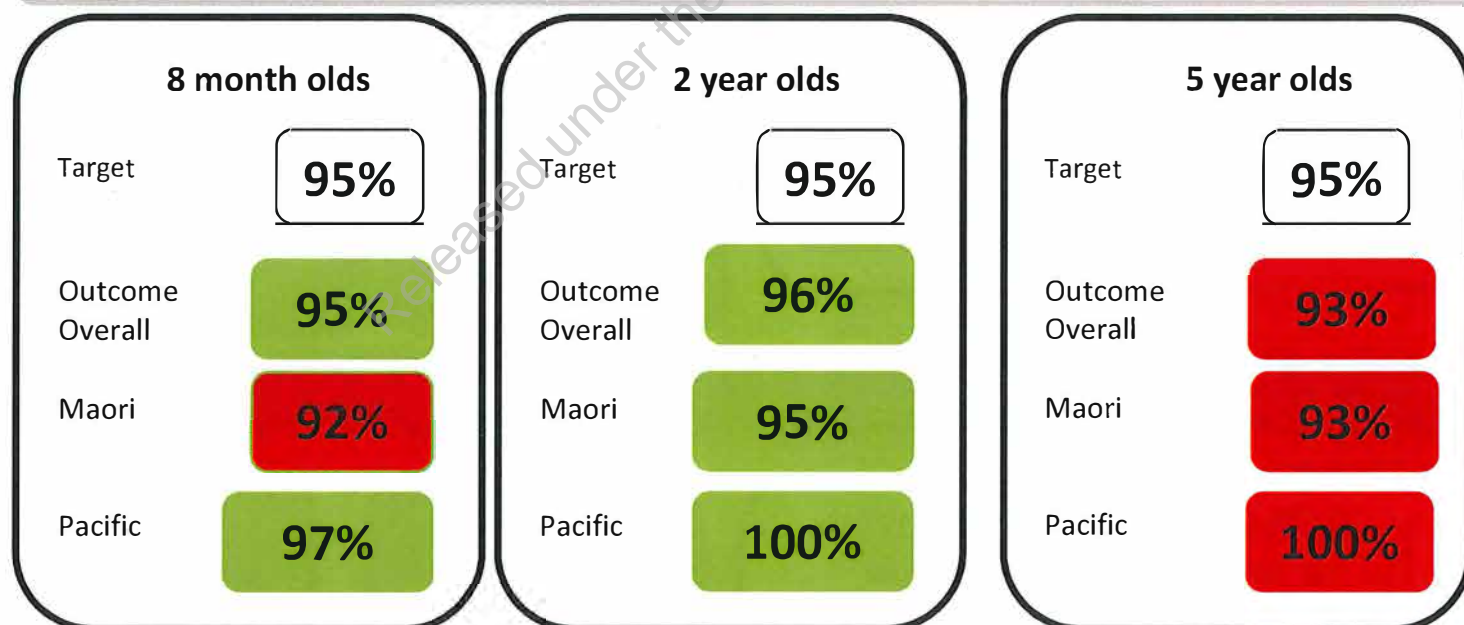 8 month olds
Target
95%
Outcome
Overall
95%
Maori
92%
Pacific
97%
2 year olds
Target
95%
Outcome
Overall
96%
Maori
95%
Pacific
100%
5 year olds
Target
95%
Outcome
Overall
93%
Maori
93%
Pacific
100%
Released under the